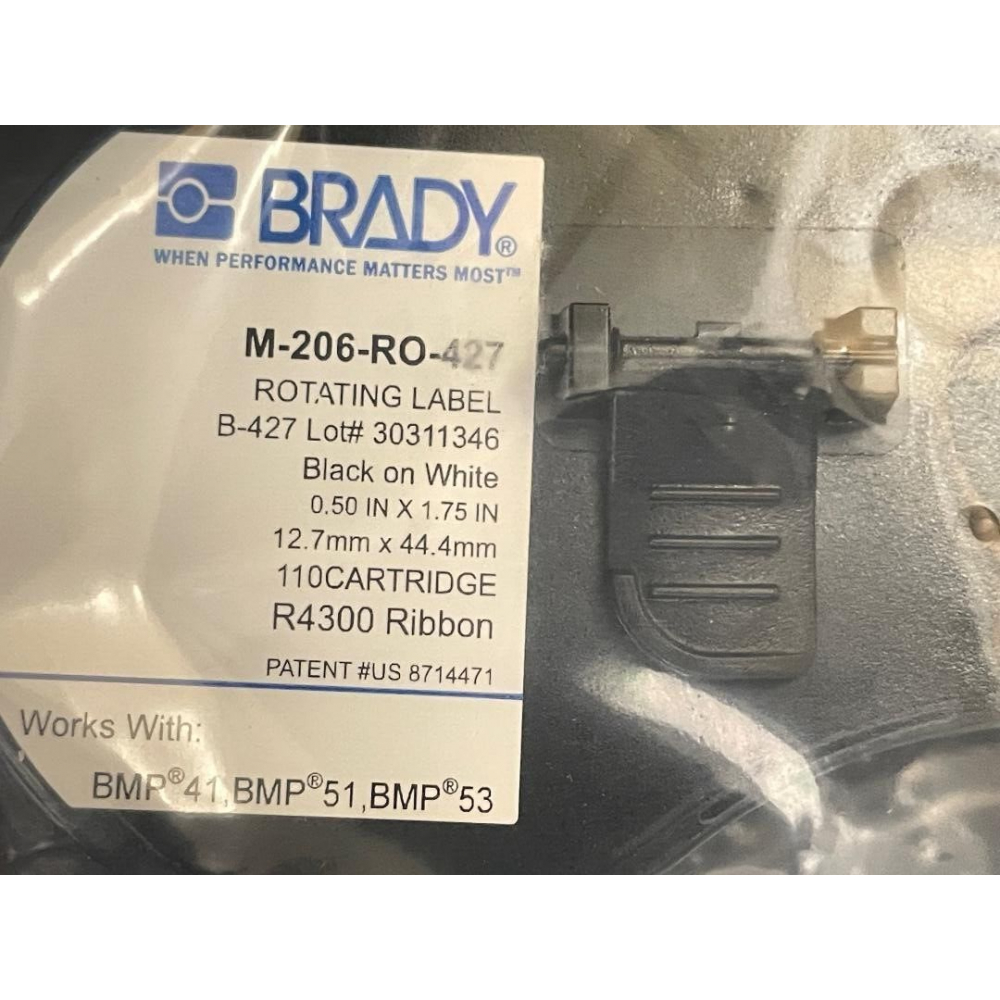 BRADY®
WHEN PERFORMANCE MATTERS MOST™
M-206-RO-427
ROTATING LABEL
B-427 Lot# 30311346
Black on White
0.50 IN X 1.75 IN
12.7mm x 44.4mm
110CARTRIDGE
R4300 Ribbon
PATENT #US 8714471
Works With:
BMP®41,BMP®51,BMP®53